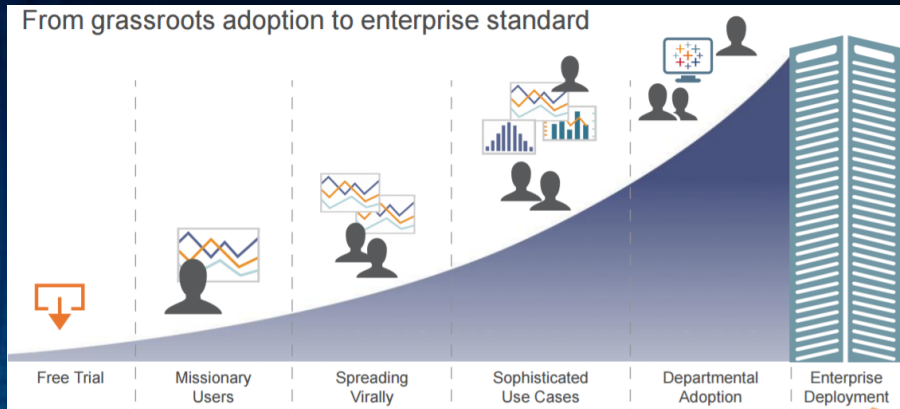 From grassroots adoption to enterprise standard
Free Trial
Missionary
Users
Spreading
Virally
Sophisticated
Use Cases
Departmental
Adoption
Enterprise
Deployment